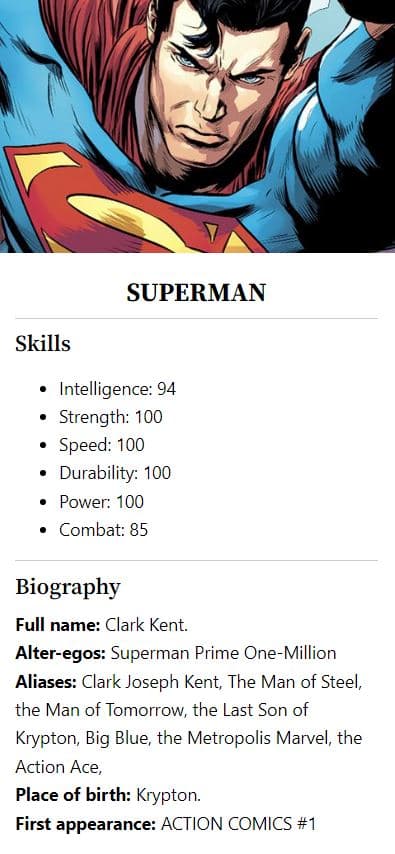 SUPERMAN
Skills
• Intelligence: 94
• Strength: 100
• Speed: 100
• Durability: 100
• Power: 100
• Combat: 85
Biography
Full name: Clark Kent.
Alter-egos: Superman Prime One-Million
Aliases: Clark Joseph Kent, The Man of Steel,
the Man of Tomorrow, the Last Son of
Krypton, Big Blue, the Metropolis Marvel, the
Action Ace,
Place of birth: Krypton.
First appearance: ACTION COMICS #1